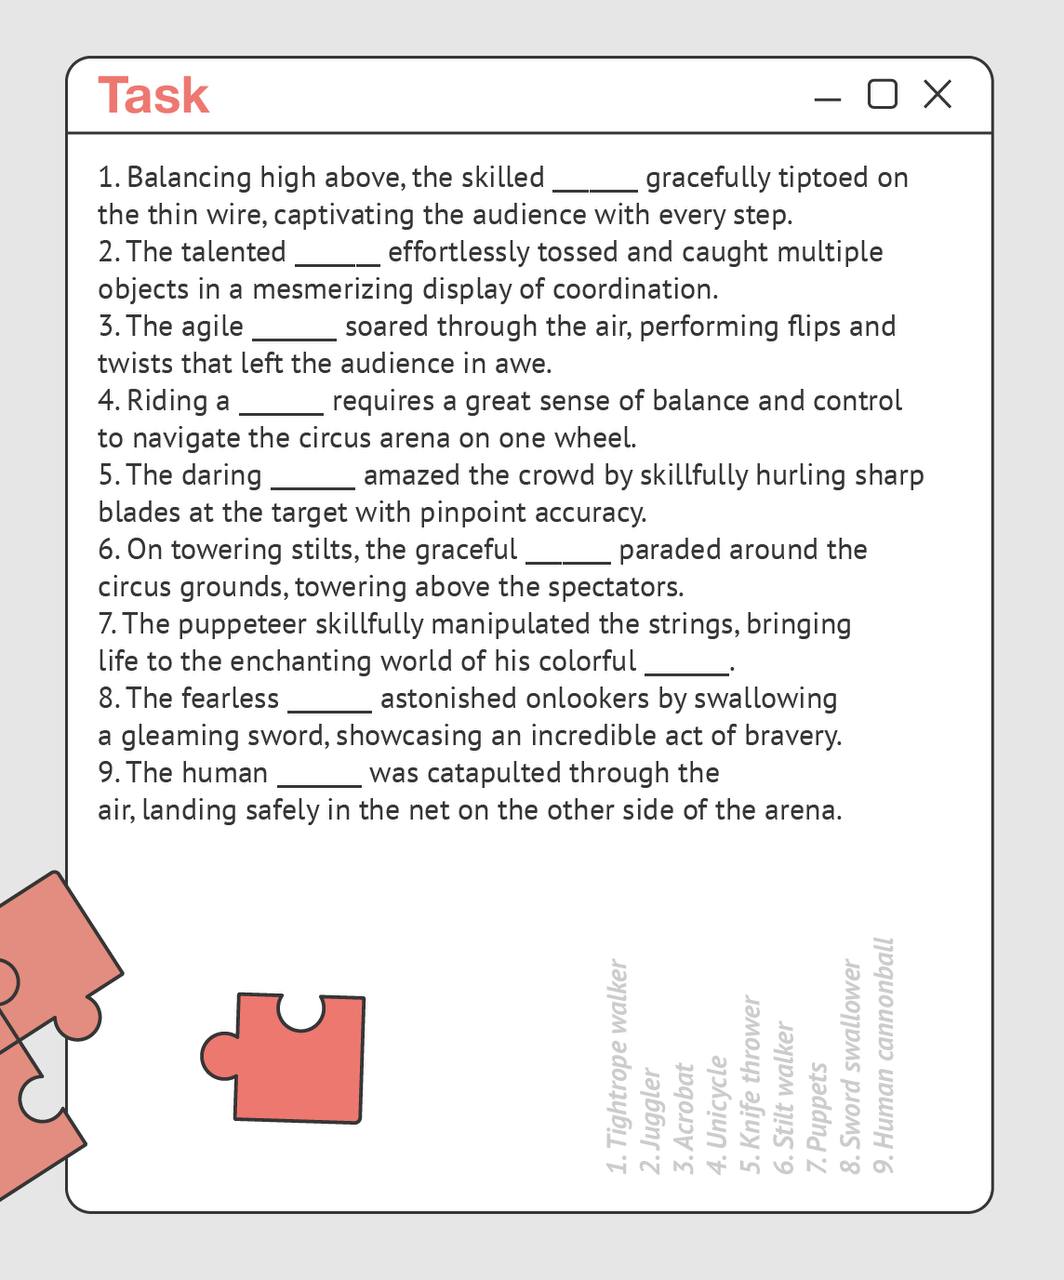 Task
1. Balancing high above, the skilled ______ gracefully tiptoed on
the thin wire, captivating the audience with every step.
2. The talented ______ effortlessly tossed and caught multiple
objects in a mesmerizing display of coordination.
3. The agile ______ soared through the air, performing flips and
twists that left the audience in awe.
4. Riding a ______ requires a great sense of balance and control
to navigate the circus arena on one wheel.
5. The daring ______ amazed the crowd by skillfully hurling sharp
blades at the target with pinpoint accuracy.
6. On towering stilts, the graceful ______ paraded around the
circus grounds, towering above the spectators.
7. The puppeteer skillfully manipulated the strings, bringing
life to the enchanting world of his colorful ______.
8. The fearless ______ astonished onlookers by swallowing
a gleaming sword, showcasing an incredible act of bravery.
9. The human ______ was catapulted through the
air, landing safely in the net on the other side of the arena.
1. Tightrope walker
2. Juggler
3. Acrobat
4. Unicycle
5. Knife thrower
6. Stilt walker
7. Puppets
8. Sword swallower
9. Human cannonball